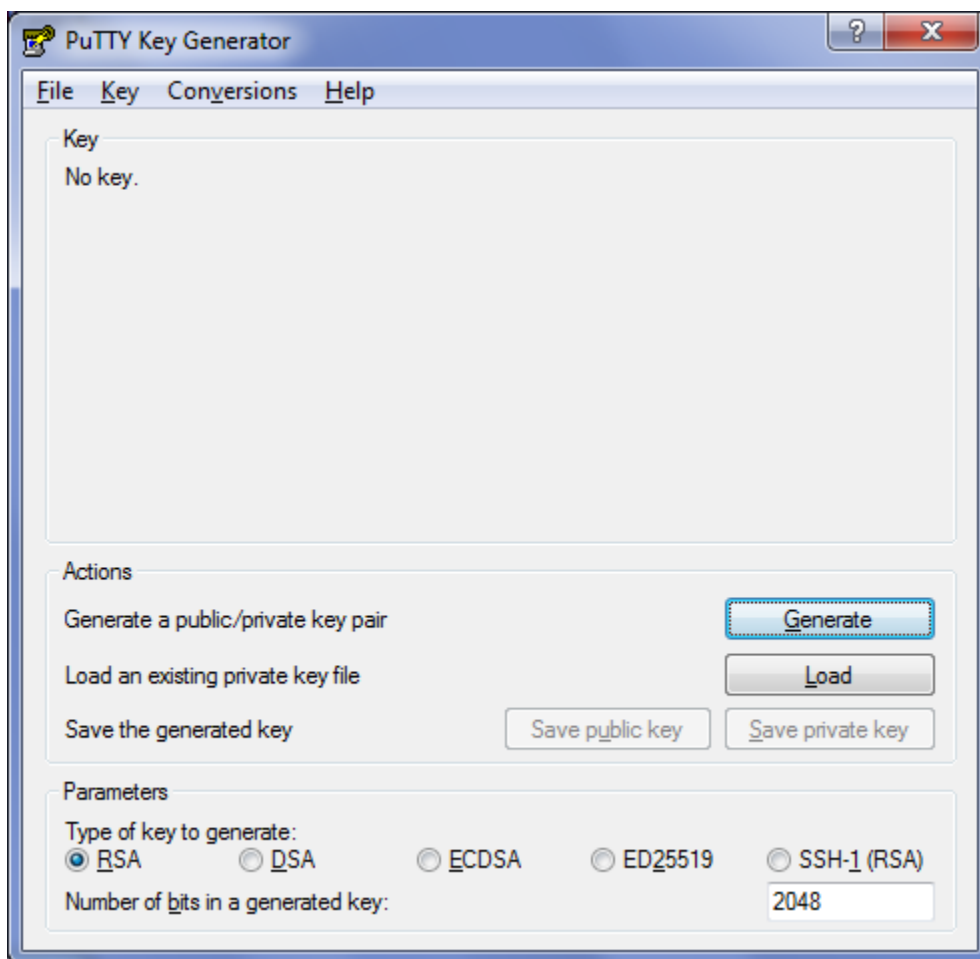 PuTTY Key Generator
File Key Conversions Help
Key
No key.
Actions
Generate a public/private key pair Generate
Load an existing private key file Load
Save the generated key Save public key Save private key
Parameters
Type of key to generate:
RSA DSA ECDSA ED25519 SSH-1 (RSA)
Number of bits in a generated key: 2048